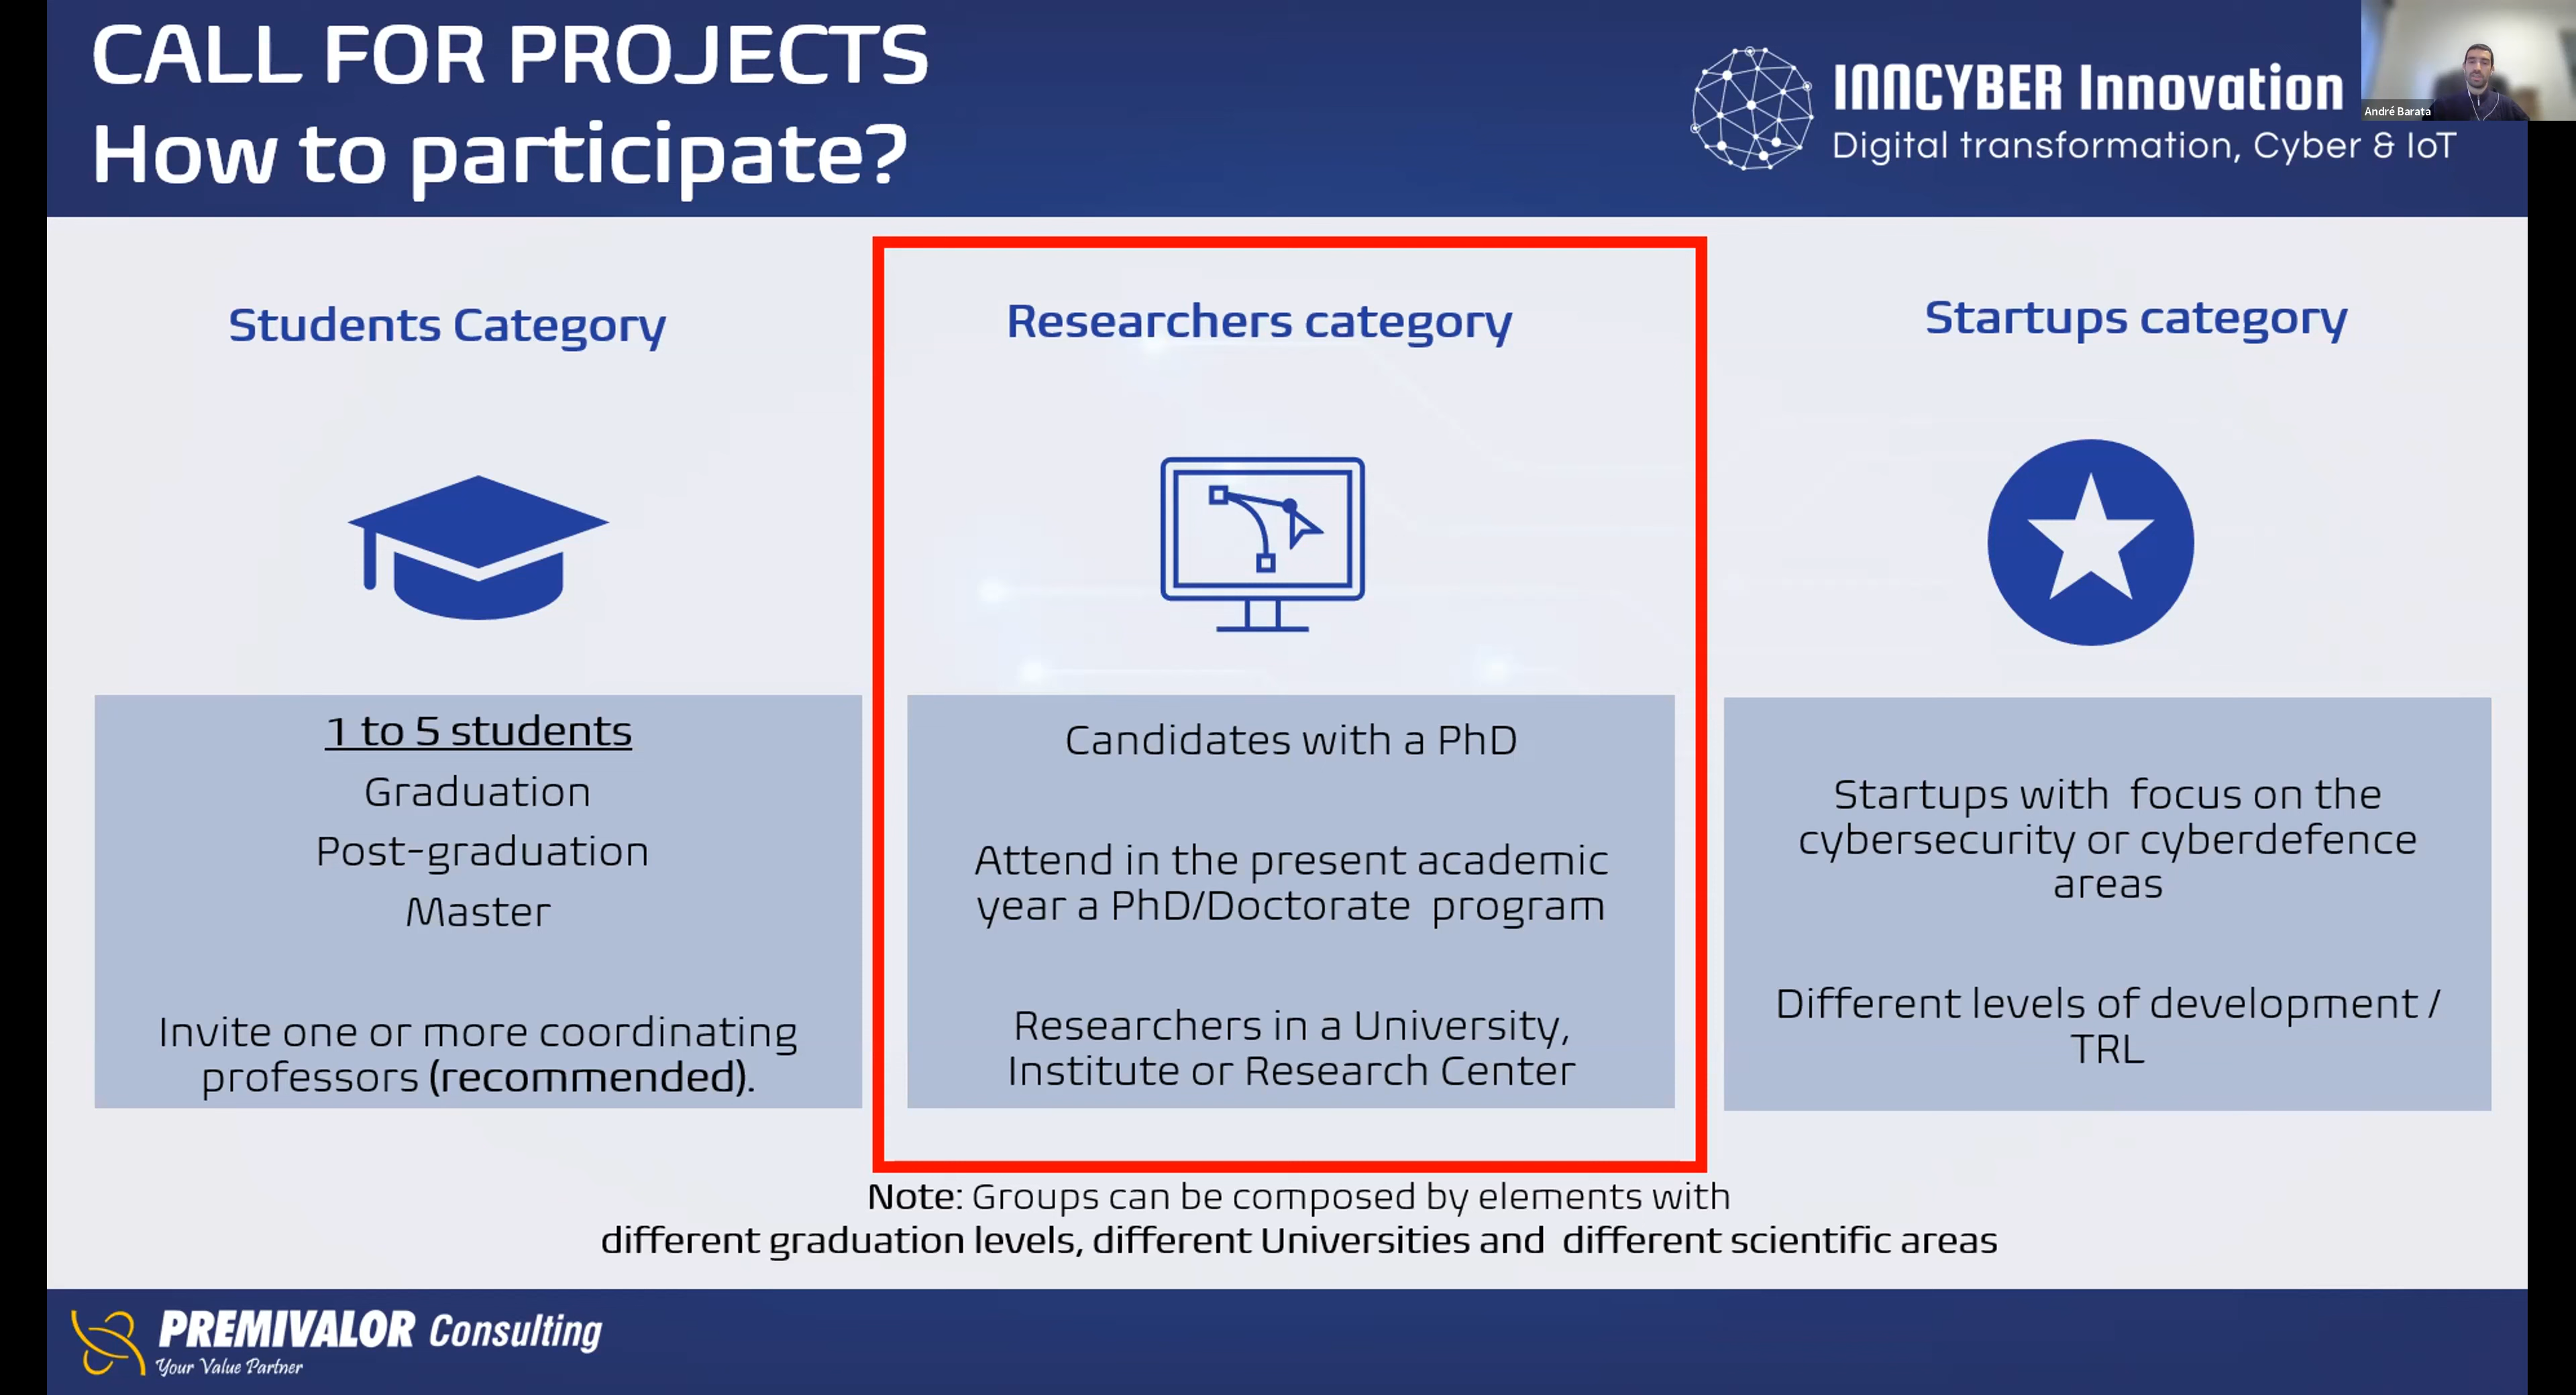 CALL FOR PROJECTS
How to participate?
INNCYBER Innovation
Digital transformation, Cyber & IoT
André Barata
Students Category
Researchers category
Startups category
1 to 5 students
Graduation
Post-graduation
Master
Invite one or more coordinating
professors (recommended).
Candidates with a PhD
Attend in the present academic
year a PhD/Doctorate program
Researchers in a University,
Institute or Research Center
Startups with focus on the
cybersecurity or cyberdefence
areas
Different levels of development /
TRL
Note: Groups can be composed by elements with
different graduation levels, different Universities and different scientific areas
PREMIVALOR Consulting
Your Value Partner